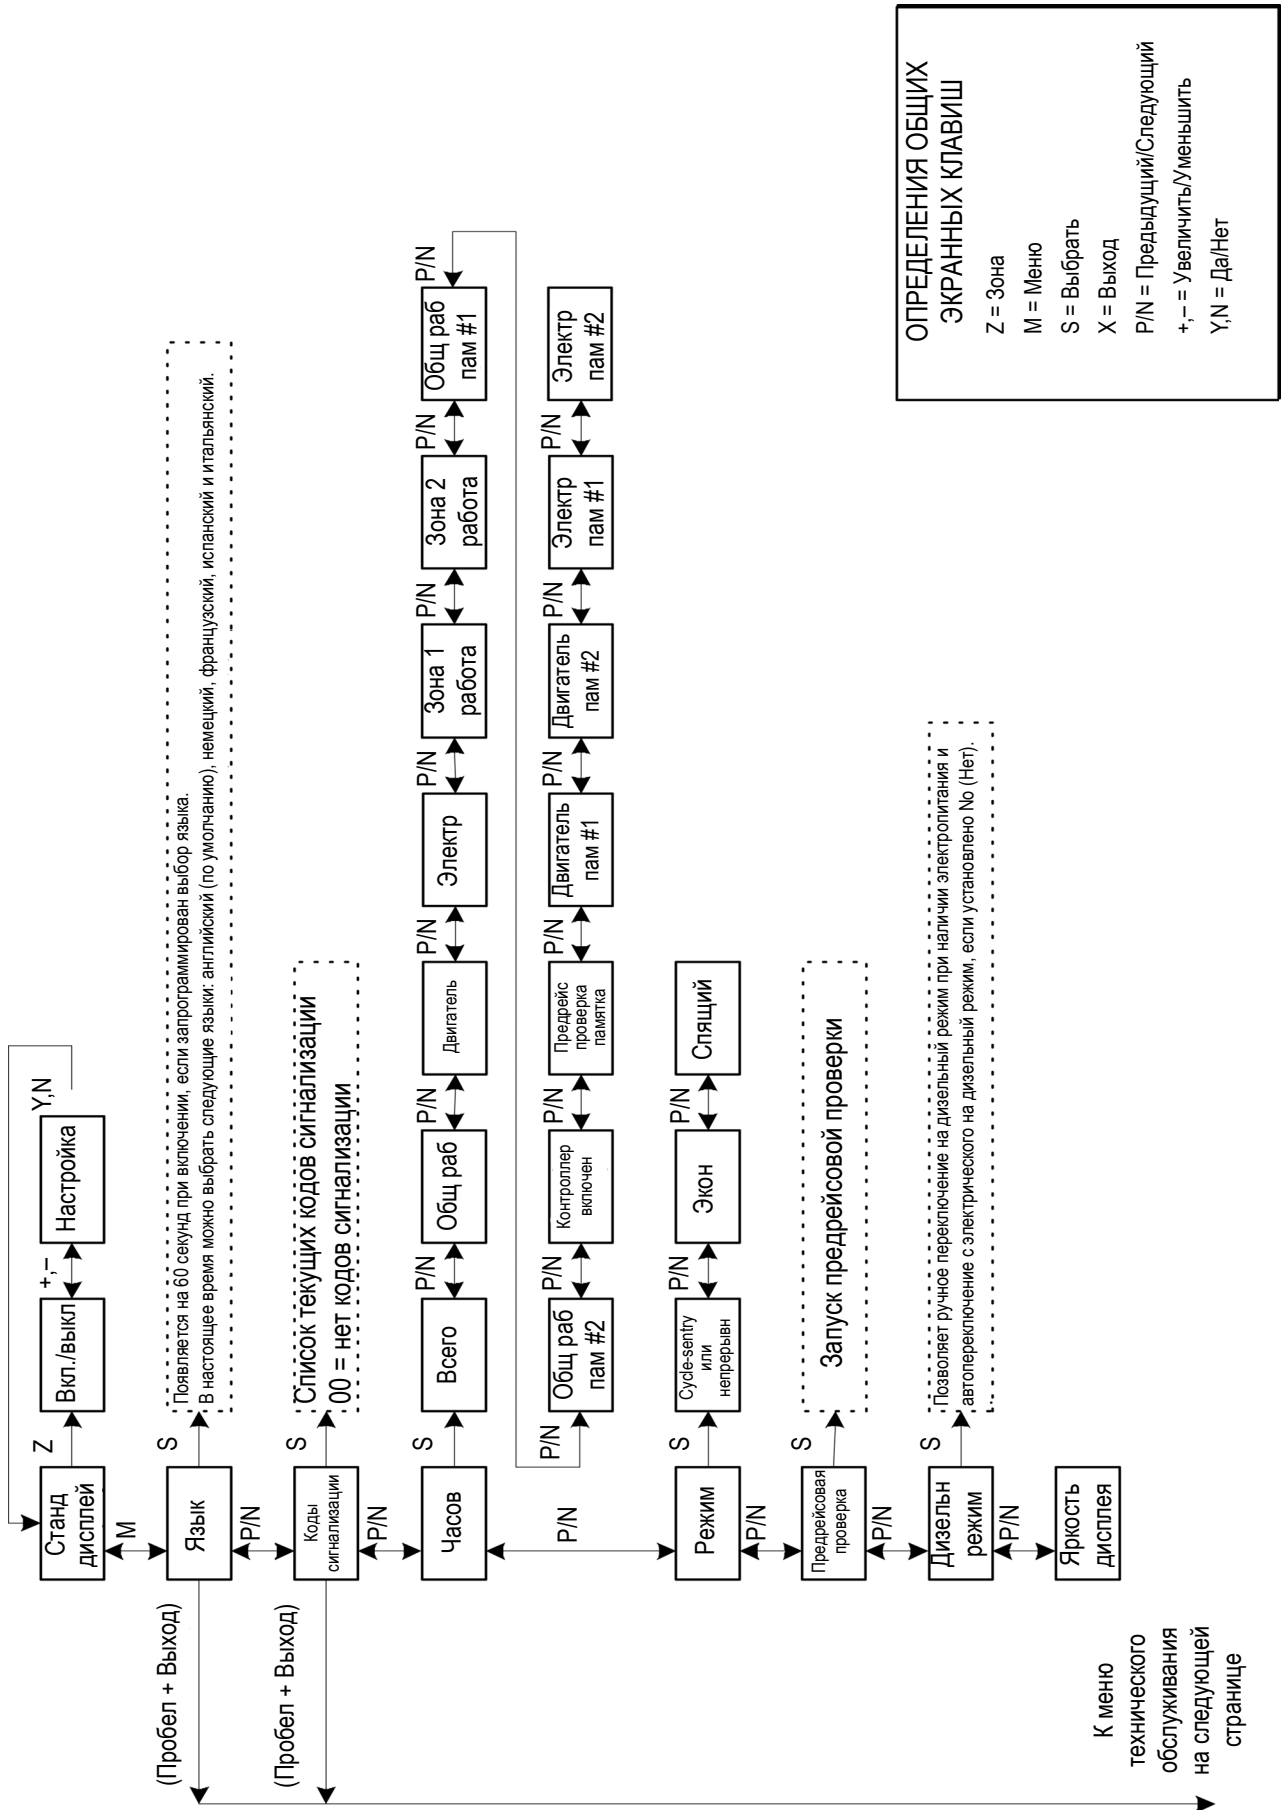 Станд
дисплей
Z
Вкл./выкл
+,–
Настройка
Y,N
M
(Пробел + Выход)
Язык
S
Появляется на 60 секунд при включении, если запрограммирован выбор языка.
В настоящее время можно выбрать следующие языки: английский (по умолчанию), немецкий, французский, испанский и итальянский.
P/N
(Пробел + Выход)
Коды
сигнализации
S
Список текущих кодов сигнализации
00 = нет кодов сигнализации
P/N
Часов
S
Всего
P/N
Общ раб
P/N
Двигатель
P/N
Электр
P/N
Зона 1
работа
P/N
Зона 2
работа
P/N
Общ раб
пам #1
P/N
P/N
P/N
Общ раб
пам #2
P/N
Контроллер
включен
P/N
Предрейс
проверка
памятка
P/N
Двигатель
пам #1
P/N
Двигатель
пам #2
P/N
Электр
пам #1
P/N
Электр
пам #2
Режим
S
Cycle-sentry
или
непрерывн
P/N
Экон
P/N
Спящий
P/N
Предрейсовая
проверка
S
Запуск предрейсовой проверки
P/N
Дизельн
режим
S
Позволяет ручное переключение на дизельный режим при наличии электропитания и
автопереключение с электрического на дизельный режим, если установлено No (Нет).
P/N
Яркость
дисплея
К меню
технического
обслуживания
на следующей
странице
ОПРЕДЕЛЕНИЯ ОБЩИХ
ЭКРАННЫХ КЛАВИШ
Z = Зона
M = Меню
S = Выбрать
X = Выход
P/N = Предыдущий/Следующий
+,– = Увеличить/Уменьшить
Y,N = Да/Нет